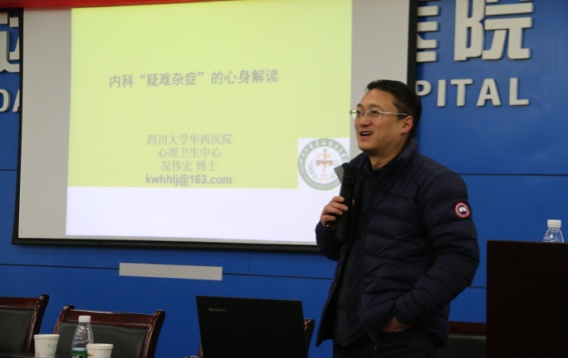 内科“疑难杂症”的心身解读
四川大学华西医院
心理卫生中心
况伟宏 博士
kwhhlj@163.com
医院
PITAL